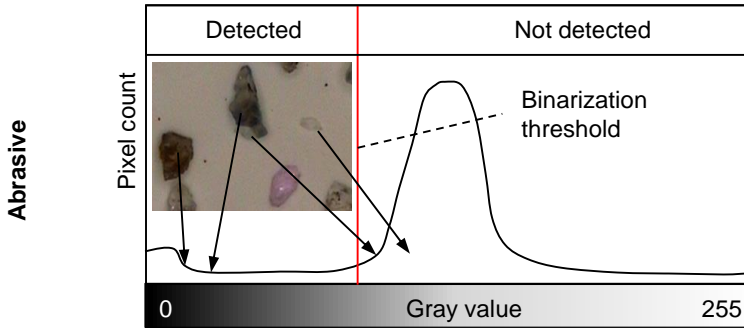 Detected
Not detected
Abrasive
Pixel count
Binarization
threshold
0
Gray value
255